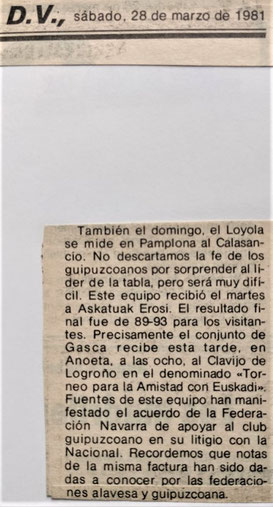 D.V., sábado, 28 de marzo de 1981
También el domingo, el Loyola
se mide en Pamplona al Calasan-
cio. No descartamos la fe de los
guipuzcoanos por sorprender al lí-
der de la tabla, pero será muy difí-
cil. Este equipo recibió el martes
a Askatuak Erosi. El resultado fi-
nal fue de 89-93 para los visitan-
tes. Precisamente el conjunto de
Gasca recibe esta tarde, en
Anoeta, a las ocho, al Clavijo de
Logroño en el denominado «Tor-
neo para la Amistad con Euskadi».
Fuentes de este equipo han mani-
festado el acuerdo de la Federa-
ción Navarra de apoyar al club
guipuzcoano en su litigio con la
Nacional. Recordemos que notas
de la misma factura han sido da-
das a conocer por las federacio-
nes alavesa y guipuzcoana.